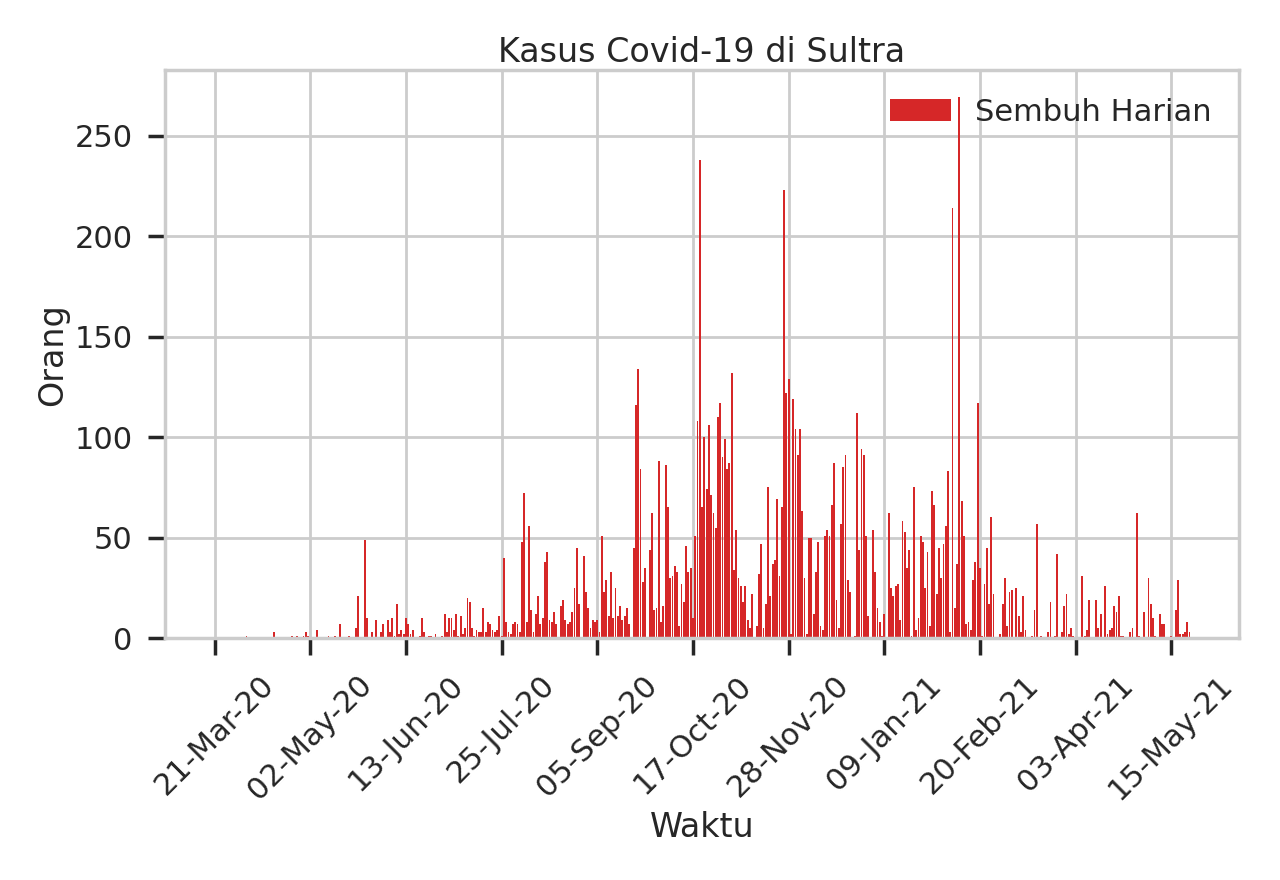 Kasus Covid-19 di Sultra
Sembuh Harian
Orang
250
200
150
100
50
0
21-Mar-20
02-May-20
13-Jun-20
25-Jul-20
05-Sep-20
17-Oct-20
28-Nov-20
09-Jan-21
20-Feb-21
03-Apr-21
15-May-21
Waktu